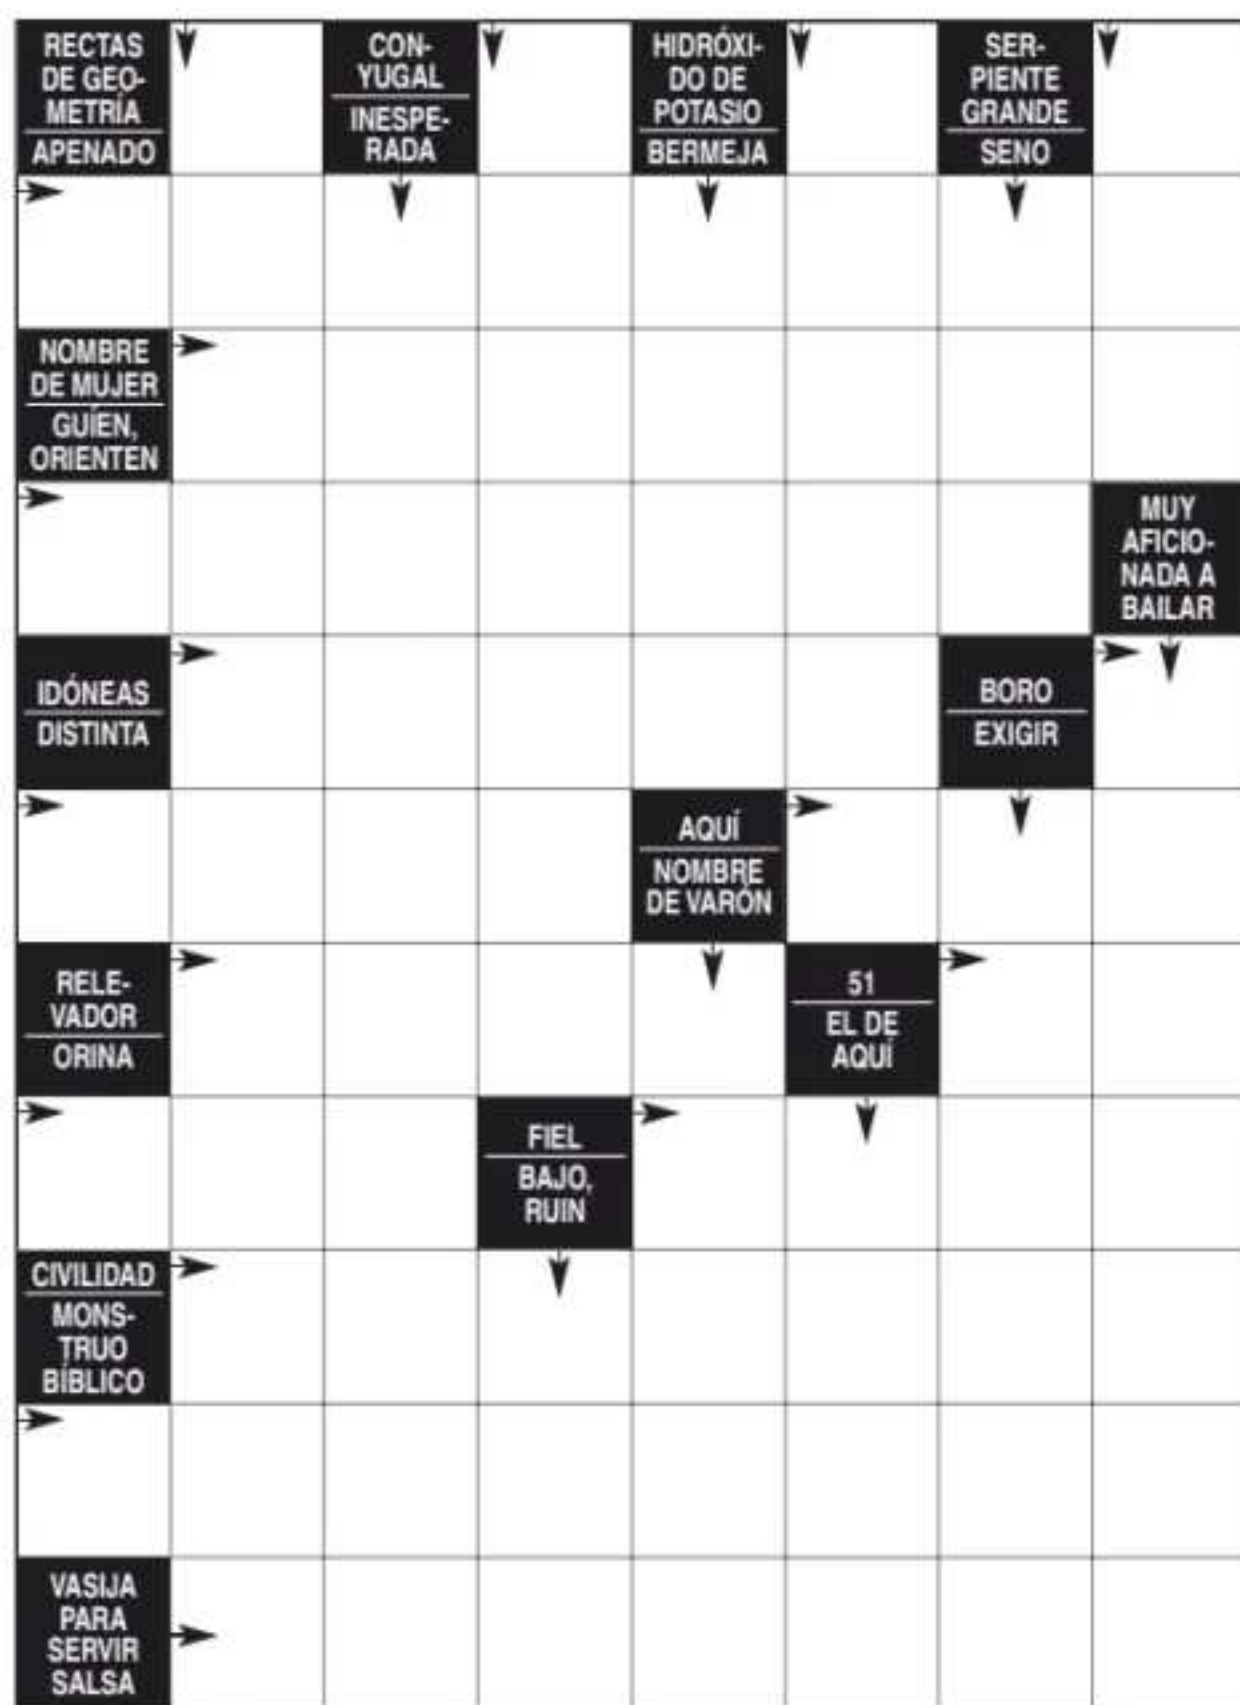 RECTAS
DE GEO-
METRÍA
APENADO
CON-
YUGAL
INESPE-
RADA
HIDRÓXI-
DO DE
POTASIO
BERMEJA
SER-
PIENTE
GRANDE
SENO
NOMBRE
DE MUJER
GUÍEN,
ORIENTEN
MUY
AFICIO-
NADA A
BAILAR
IDÓNEAS
DISTINTA
BORO
EXIGIR
AQUÍ
NOMBRE
DE VARÓN
RELE-
VADOR
ORINA
51
EL DE
AQUÍ
FIEL
BAJO,
RUIN
CIVILIDAD
MONS-
TRUO
BÍBLICO
VASIJA
PARA
SERVIR
SALSA